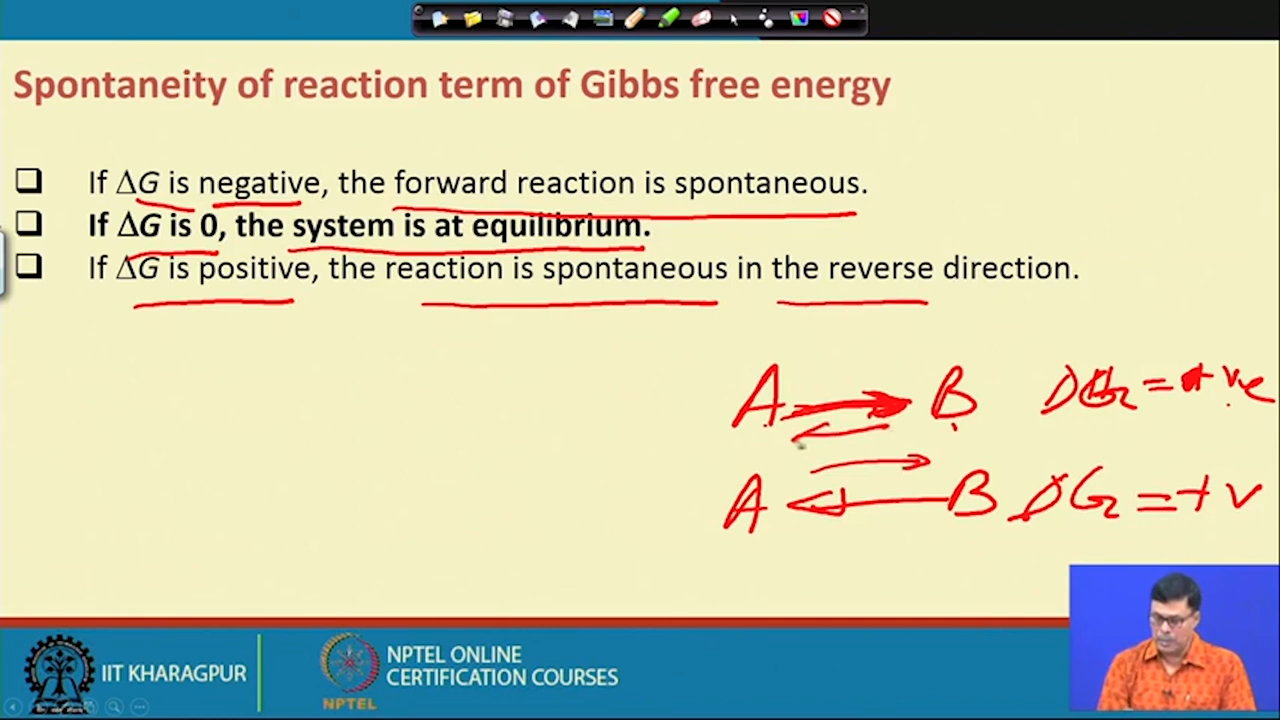 Spontaneity of reaction term of Gibbs free energy
❑ If ΔG is negative, the forward reaction is spontaneous.
❑ If ΔG is 0, the system is at equilibrium.
❑ If ΔG is positive, the reaction is spontaneous in the reverse direction.
A ⇌ B ΔG = +ve
A ⇌ B ΔG = +v
IIT KHARAGPUR
NPTEL
NPTEL ONLINE
CERTIFICATION COURSES